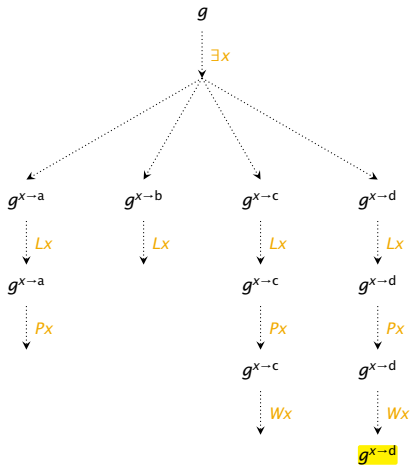 g
∃x
g^{x→a} g^{x→b} g^{x→c} g^{x→d}
Lx Lx Lx Lx
g^{x→a} g^{x→c} g^{x→d}
Px Px Px
g^{x→c} g^{x→d}
Wx Wx
g^{x→d}